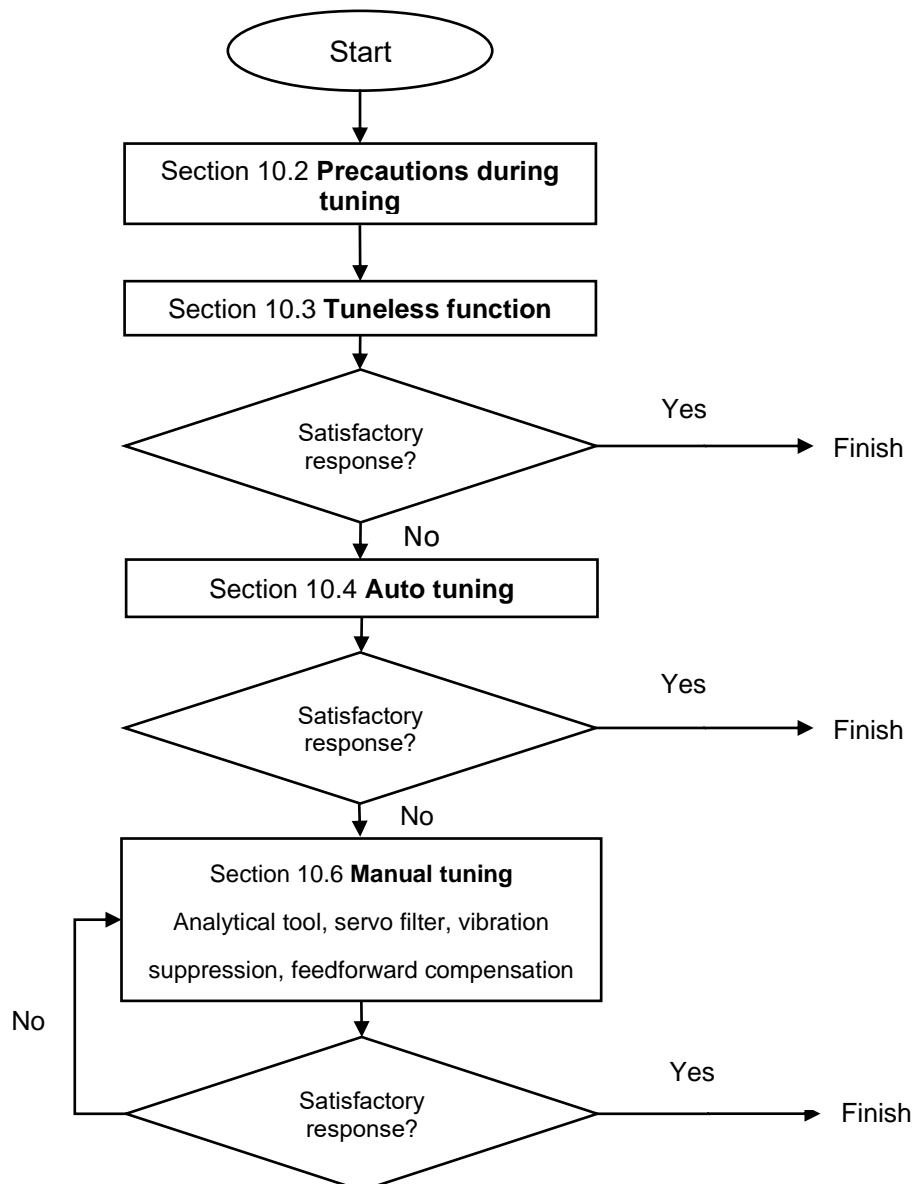 Start
Section 10.2 Precautions during
tuning
Section 10.3 Tuneless function
Satisfactory
response?
Yes
Finish
No
Section 10.4 Auto tuning
Satisfactory
response?
Yes
Finish
No
Section 10.6 Manual tuning
Analytical tool, servo filter, vibration
suppression, feedforward compensation
No
Satisfactory
response?
Yes
Finish